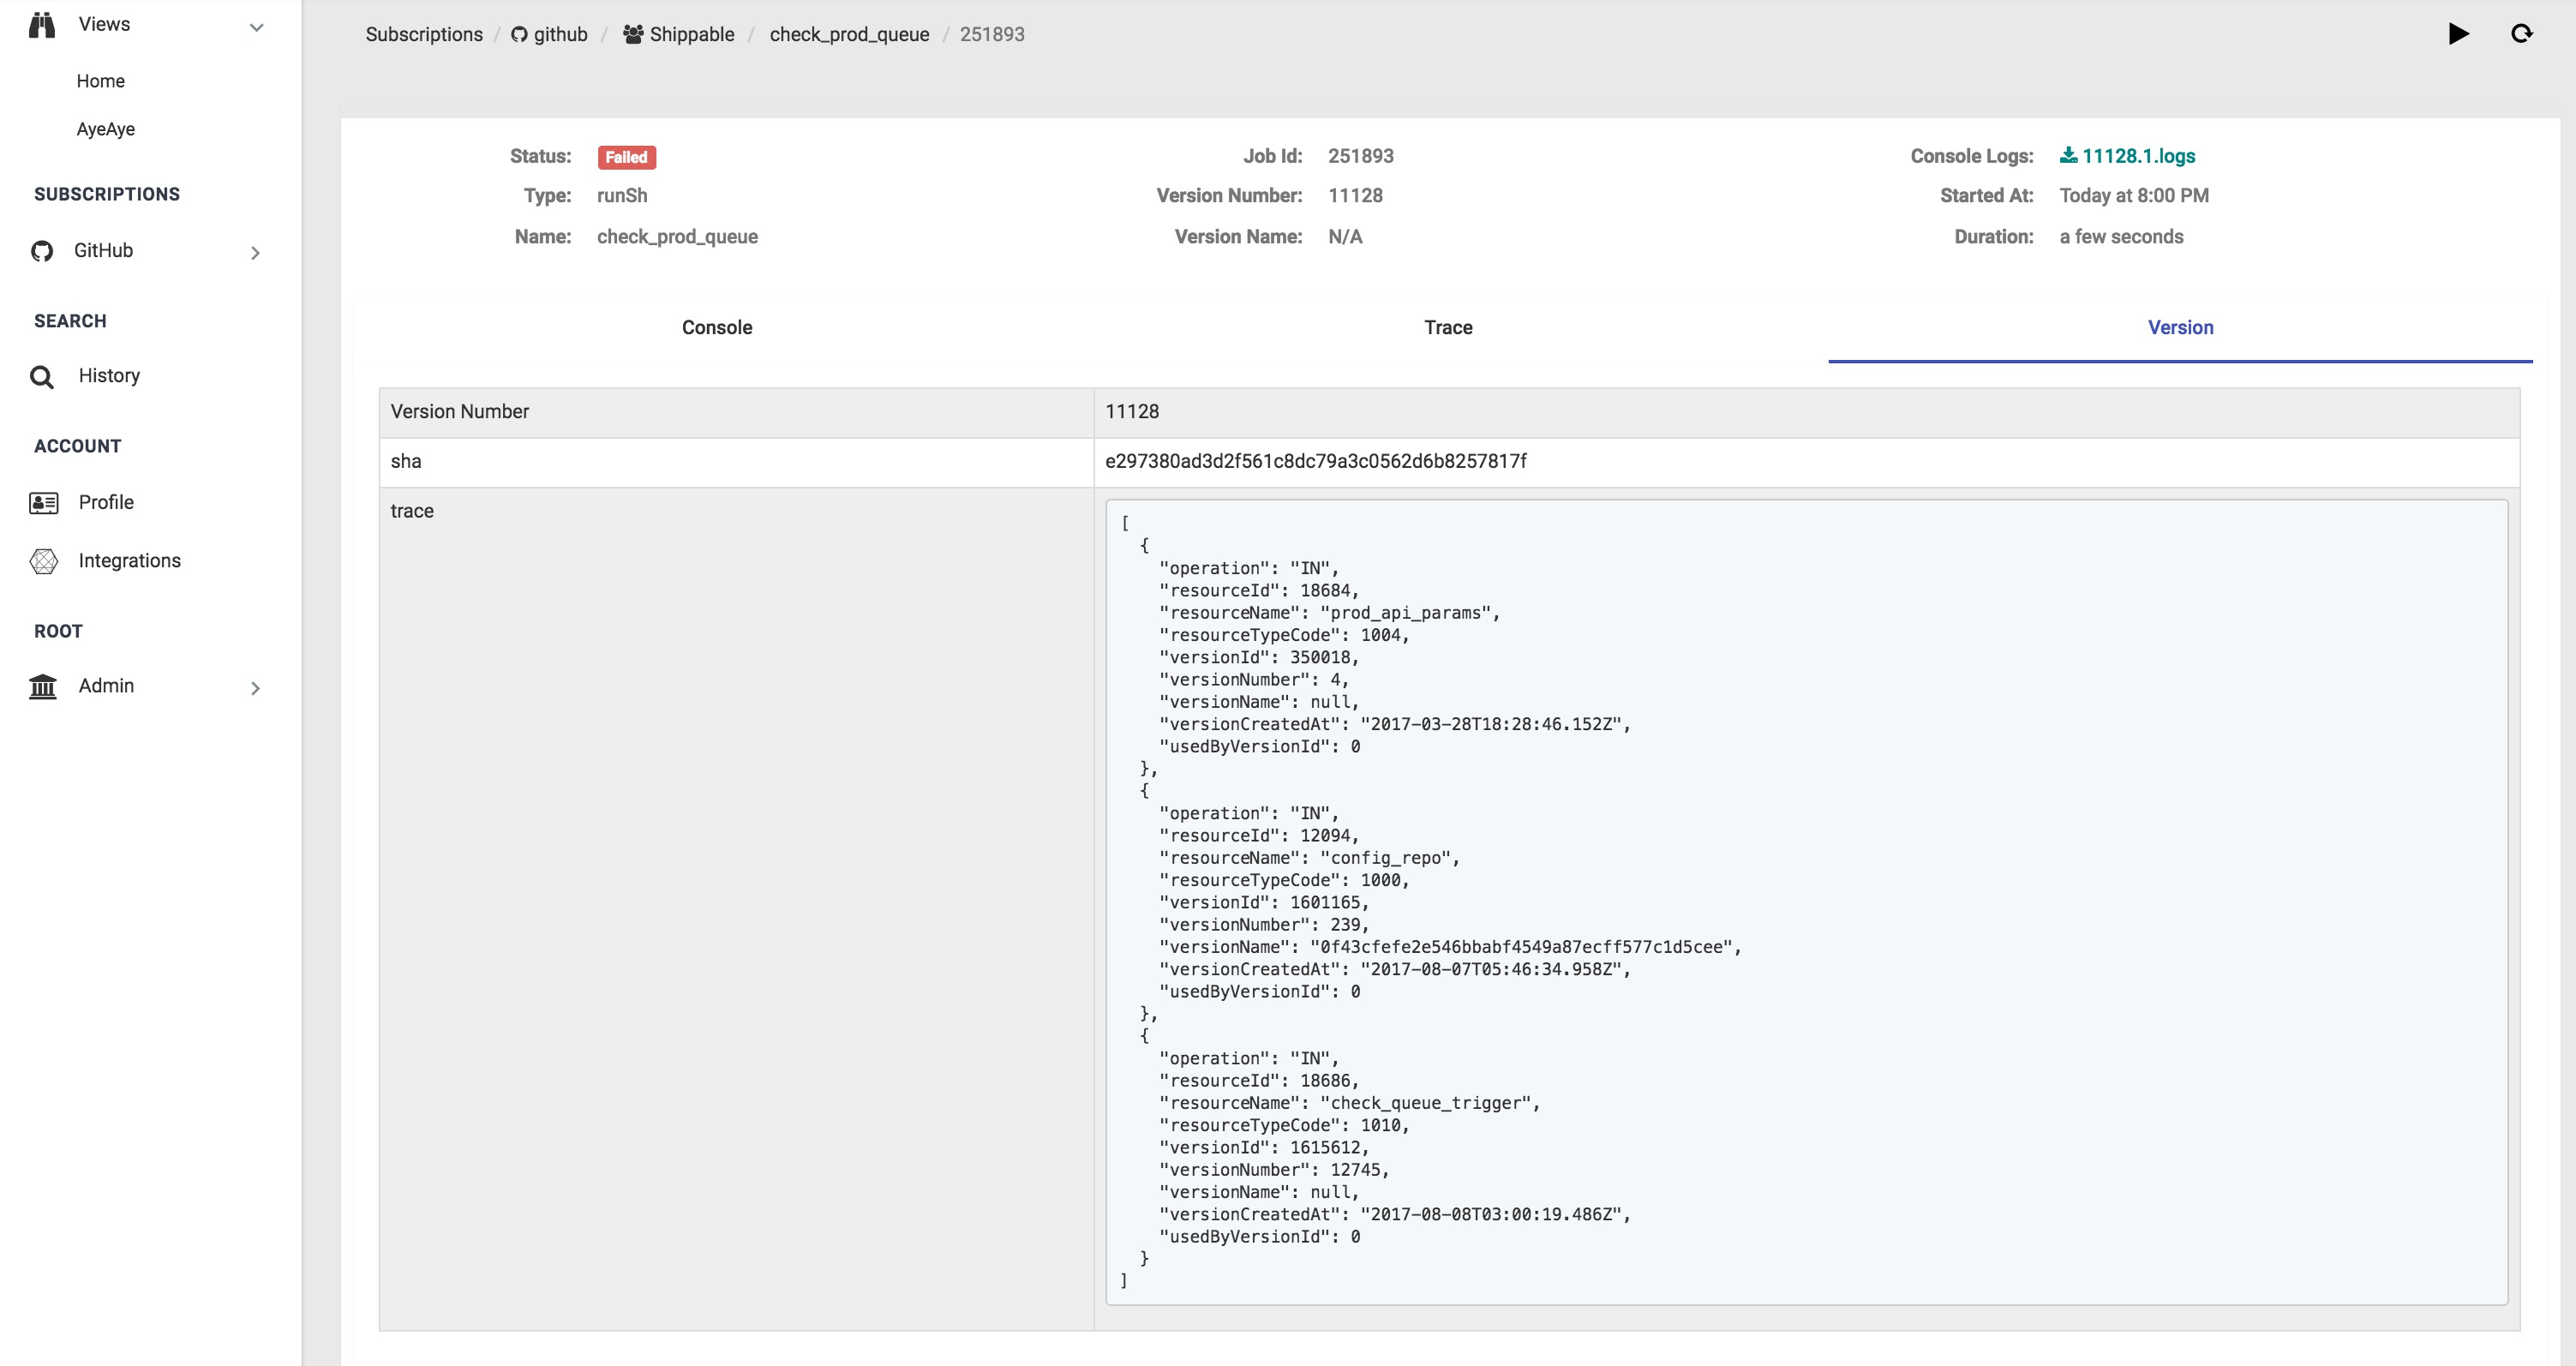 Views
Home
AyeAye
SUBSCRIPTIONS
GitHub
SEARCH
History
ACCOUNT
Profile
Integrations
ROOT
Admin
Subscriptions / github / Shippable / check_prod_queue / 251893
Status: Failed
Type: runSh
Name: check_prod_queue
Job Id: 251893
Version Number: 11128
Version Name: N/A
Console Logs: 11128.1.logs
Started At: Today at 8:00 PM
Duration: a few seconds
Console Trace Version
Version Number 11128
sha e297380ad3d2f561c8dc79a3c0562d6b8257817f
trace
[
{
"operation": "IN",
"resourceId": 18684,
"resourceName": "prod_api_params",
"resourceTypeCode": 1004,
"versionId": 350018,
"versionNumber": 4,
"versionName": null,
"versionCreatedAt": "2017-03-28T18:28:46.152Z",
"usedByVersionId": 0
},
{
"operation": "IN",
"resourceId": 12094,
"resourceName": "config_repo",
"resourceTypeCode": 1000,
"versionId": 1601165,
"versionNumber": 239,
"versionName": "0f43cfefe2e546bbabf4549a87ecff577c1d5cee",
"versionCreatedAt": "2017-08-07T05:46:34.958Z",
"usedByVersionId": 0
},
{
"operation": "IN",
"resourceId": 18686,
"resourceName": "check_queue_trigger",
"resourceTypeCode": 1010,
"versionId": 1615612,
"versionNumber": 12745,
"versionName": null,
"versionCreatedAt": "2017-08-08T03:00:19.486Z",
"usedByVersionId": 0
}
]